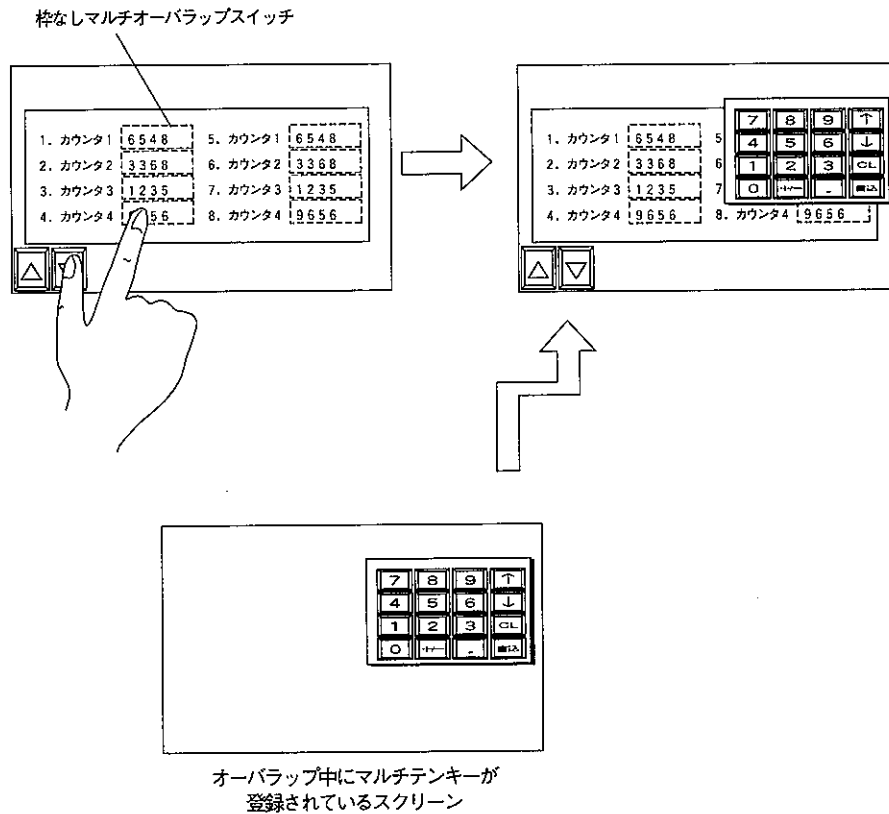 枠なしマルチオーバラップスイッチ
1. カウンタ1 6548 5. カウンタ1 6548
2. カウンタ2 3368 6. カウンタ2 3368
3. カウンタ3 1235 7. カウンタ3 1235
4. カウンタ4 56 8. カウンタ4 9656
△ ▽
1. カウンタ1 6548 5
2. カウンタ2 3368 6
3. カウンタ3 1235 7
4. カウンタ4 9656 8. カウンタ4 9656
7 8 9 ↑
4 5 6 ↓
1 2 3 CL
0 +/- .
△ ▽
7 8 9 ↑
4 5 6 ↓
1 2 3 CL
0 +/- .
オーバラップ中にマルチテンキーが
登録されているスクリーン